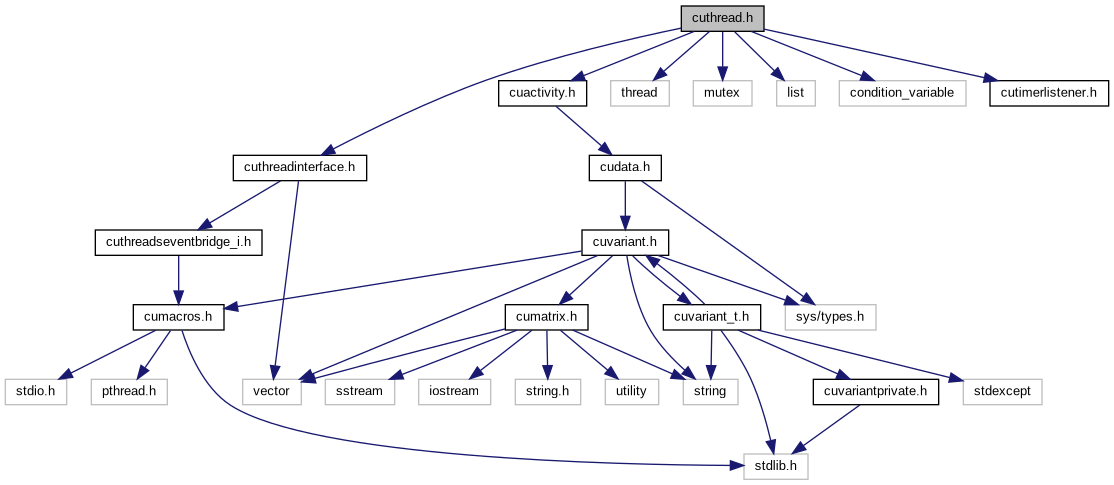 cuthread.h
cuactivity.h
thread
mutex
list
condition_variable
cutimerlistener.h
cuthreadinterface.h
cudata.h
cuthreadseventbridge_i.h
cuvariant.h
cumacros.h
cumatrix.h
cuvariant_t.h
sys/types.h
stdio.h
pthread.h
vector
sstream
iostream
string.h
utility
string
cuvariantprivate.h
stdexcept
stdlib.h